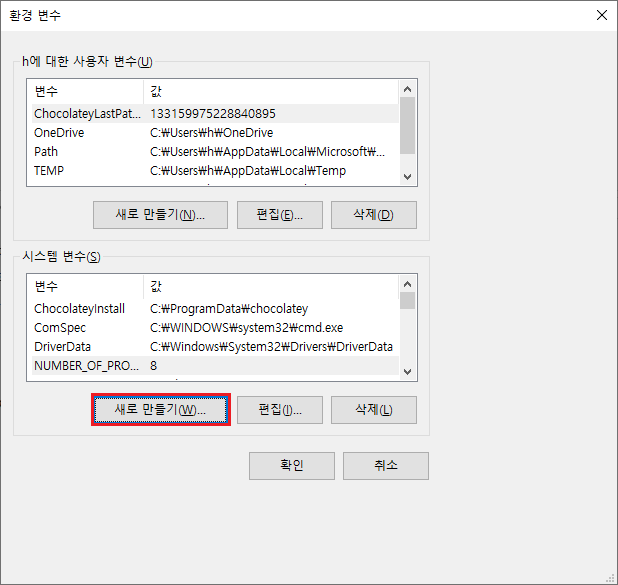 환경 변수
h에 대한 사용자 변수(U)
변수 값
ChocolateyLastPat... 133159975228840895
OneDrive C:₩Users₩h₩OneDrive
Path C:₩Users₩h₩AppData₩Local₩Microsoft₩...
TEMP C:₩Users₩h₩AppData₩Local₩Temp
새로 만들기(N)... 편집(E)... 삭제(D)
시스템 변수(S)
변수 값
ChocolateyInstall C:₩ProgramData₩chocolatey
ComSpec C:₩WINDOWS₩system32₩cmd.exe
DriverData C:₩Windows₩System32₩Drivers₩DriverData
NUMBER_OF_PRO... 8
새로 만들기(W)... 편집(I)... 삭제(L)
확인 취소